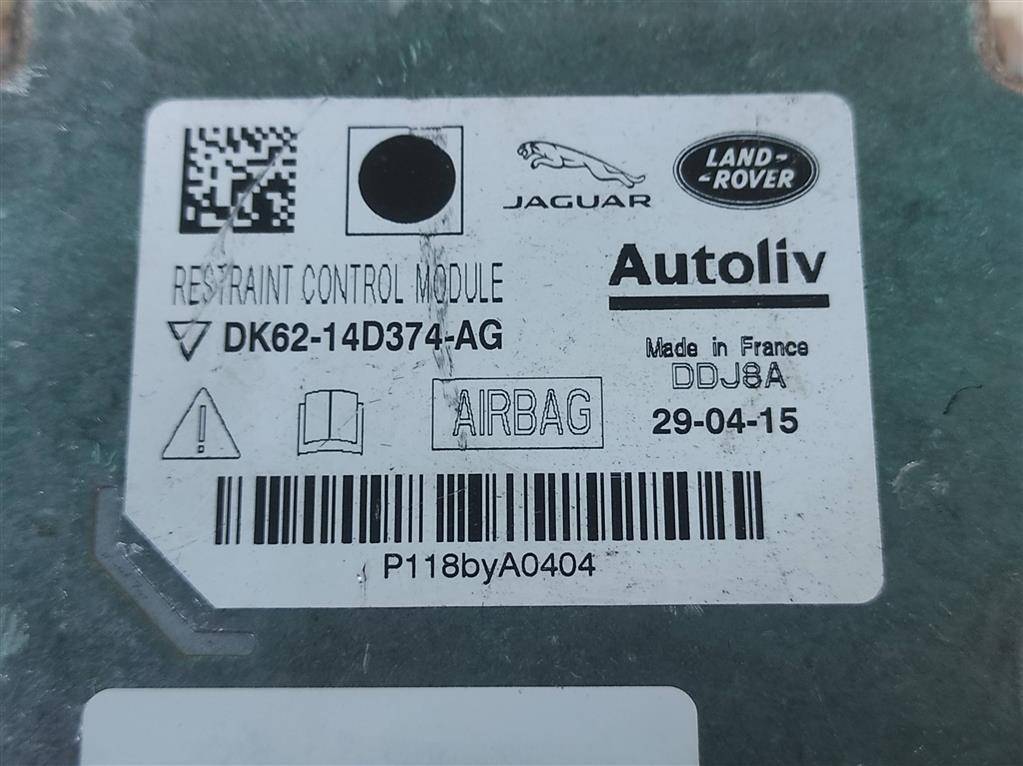 JAGUAR
LAND-
-ROVER
RESTRAINT CONTROL MODULE
Autoliv
DK62-14D374-AG
Made in France
DDJ8A
AIRBAG
29-04-15
P118byA0404